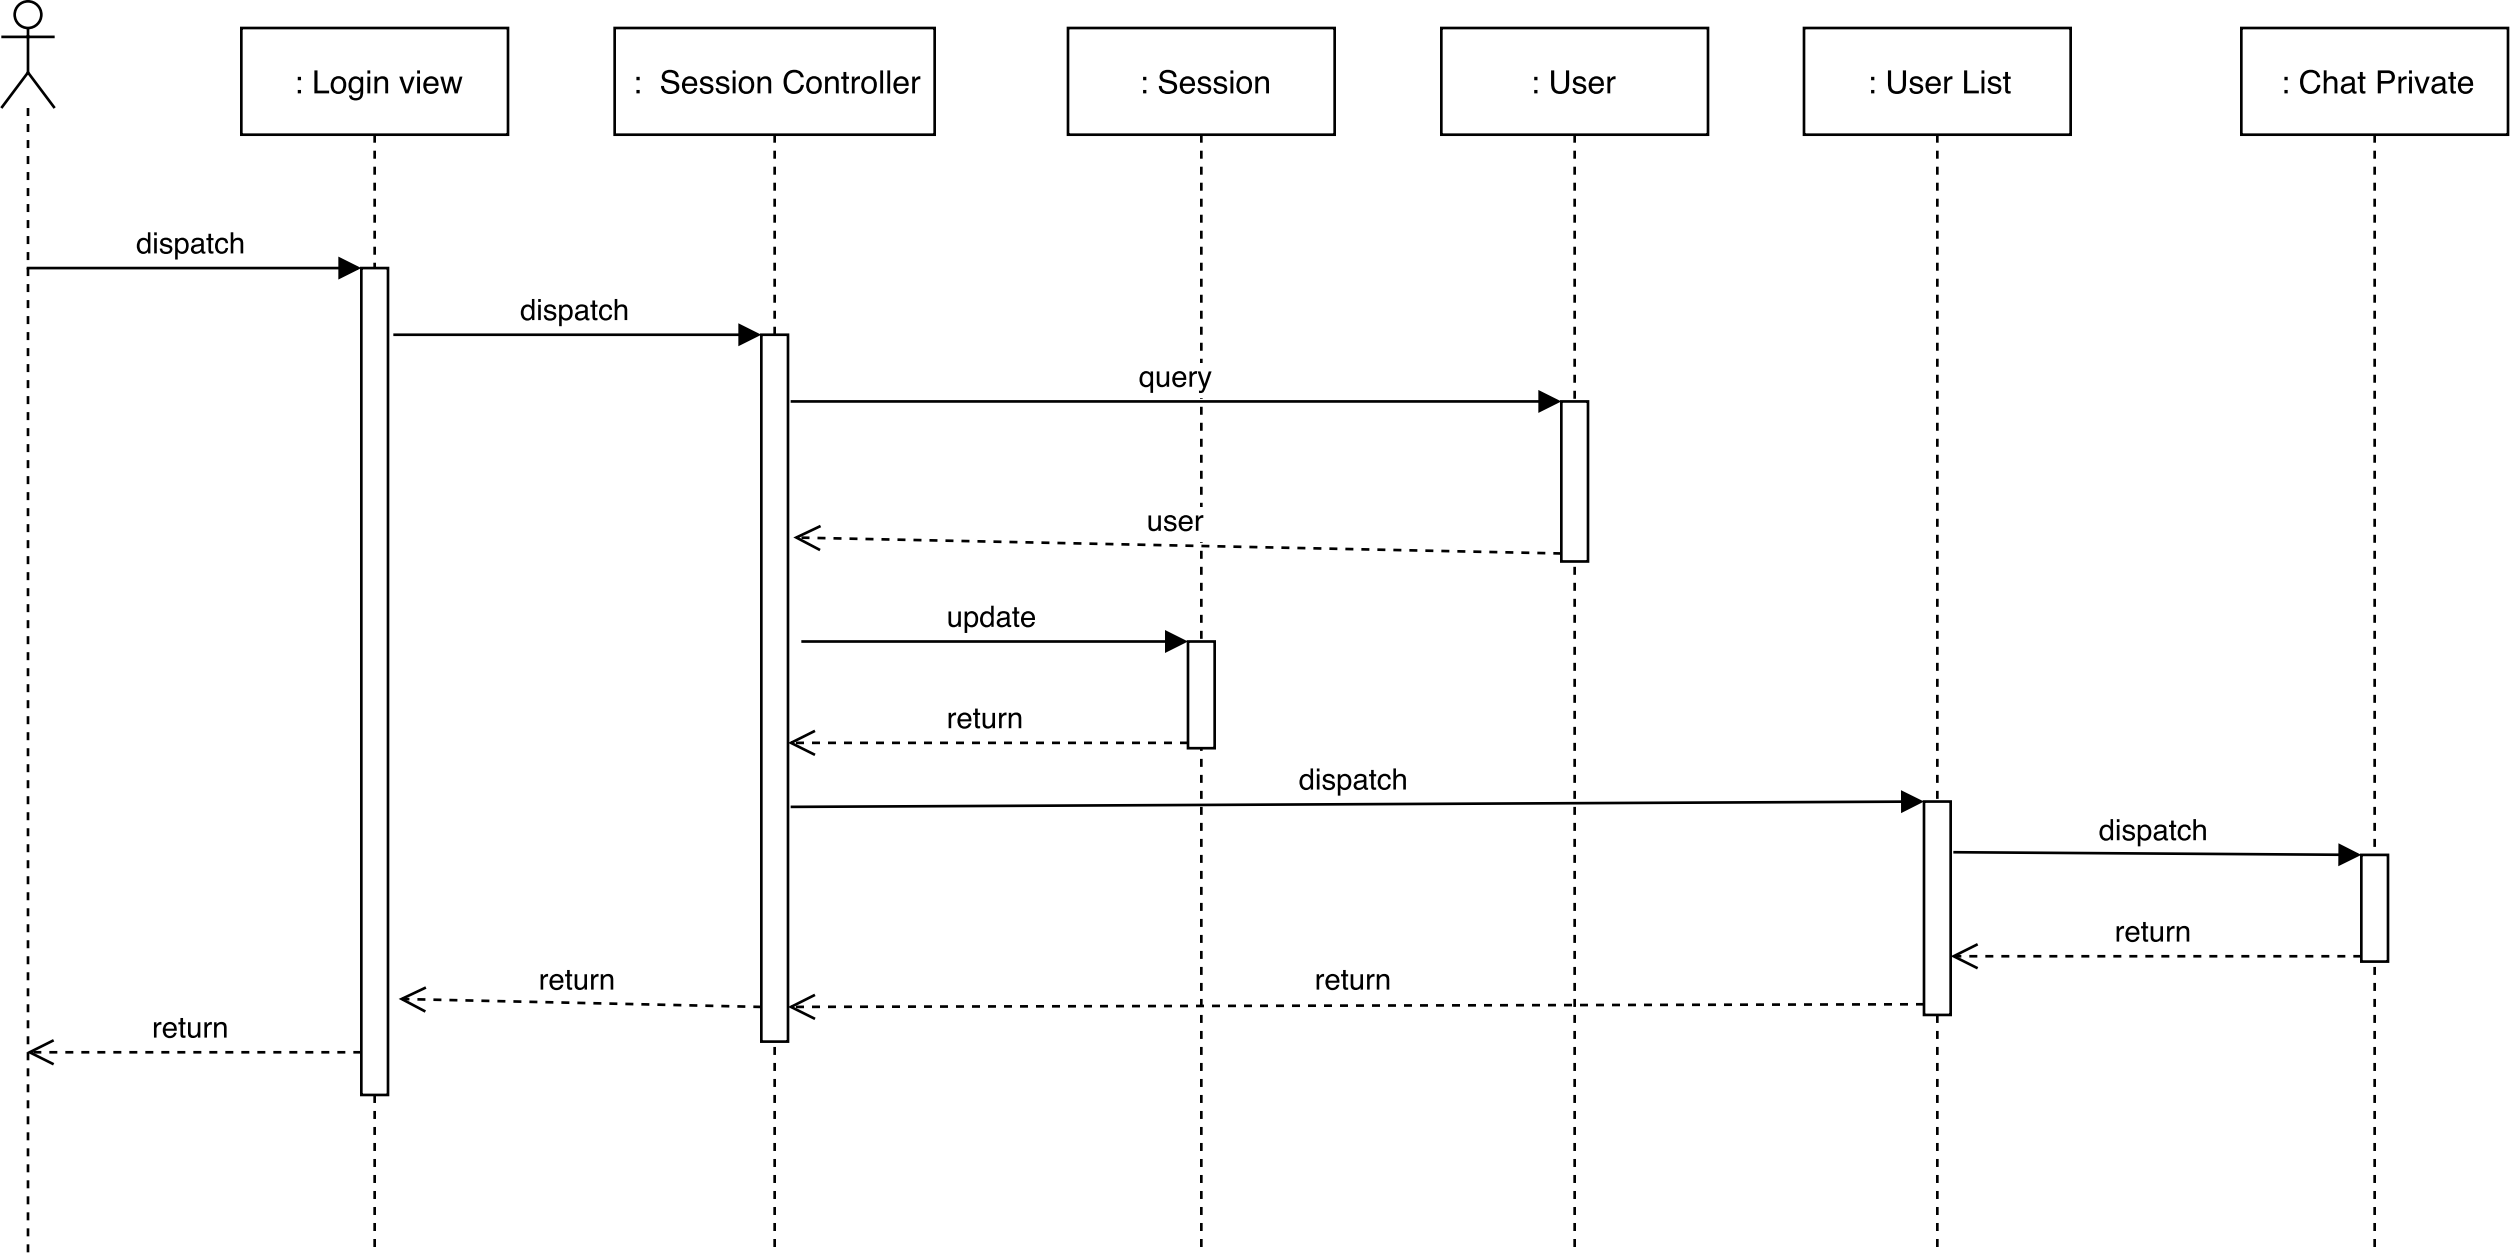 : Login view
: Session Controller
: Session
: User
: User List
: Chat Private
dispatch
dispatch
query
user
update
return
dispatch
dispatch
return
return
return
return